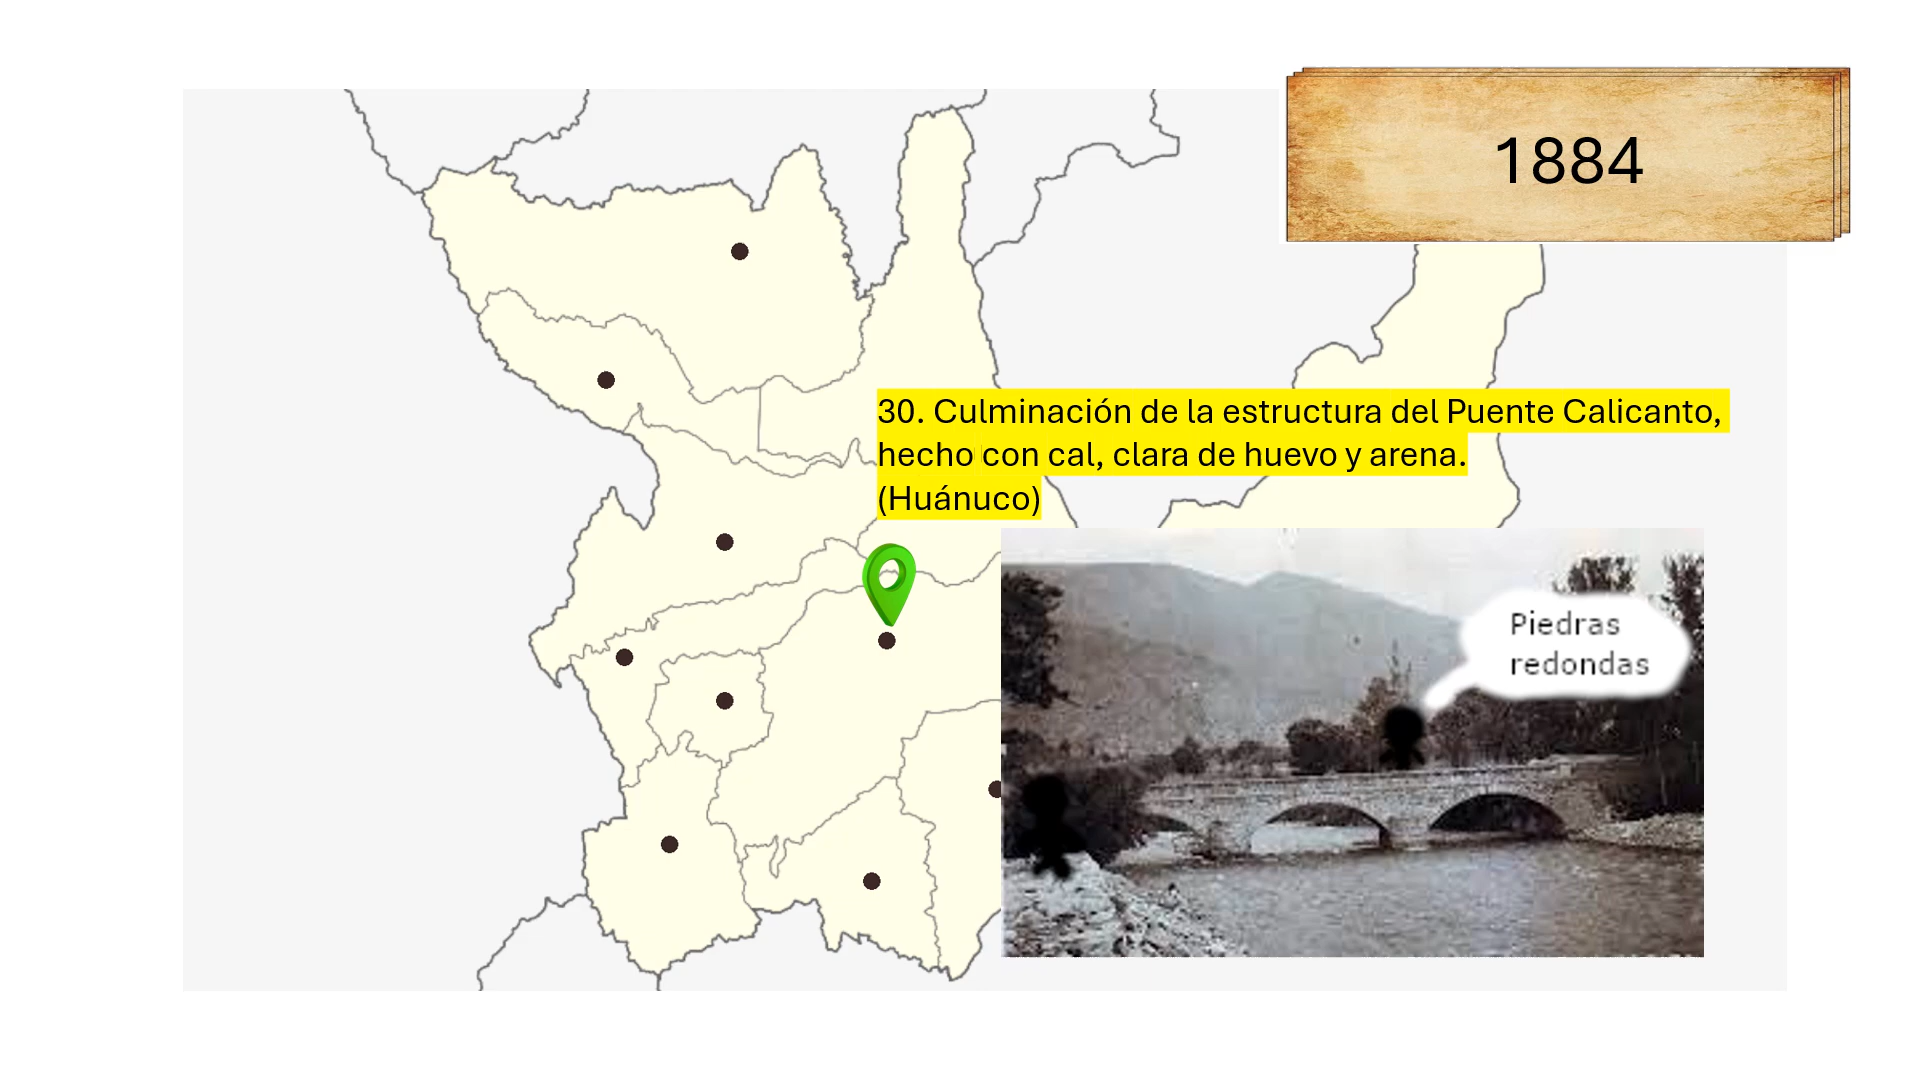 1884
30. Culminación de la estructura del Puente Calicanto,
hecho con cal, clara de huevo y arena.
(Huánuco)
Piedras
redondas